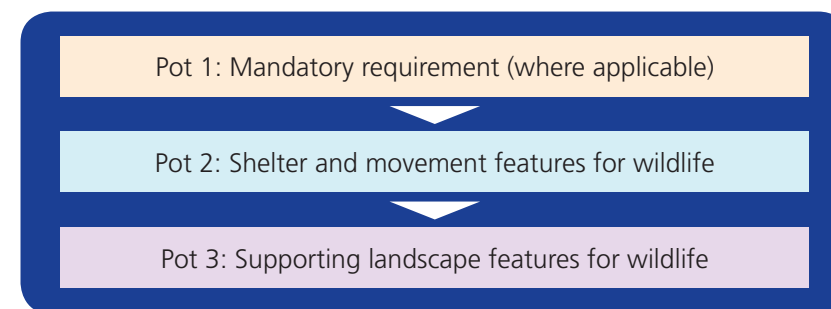 Pot 1: Mandatory requirement (where applicable)
Pot 2: Shelter and movement features for wildlife
Pot 3: Supporting landscape features for wildlife